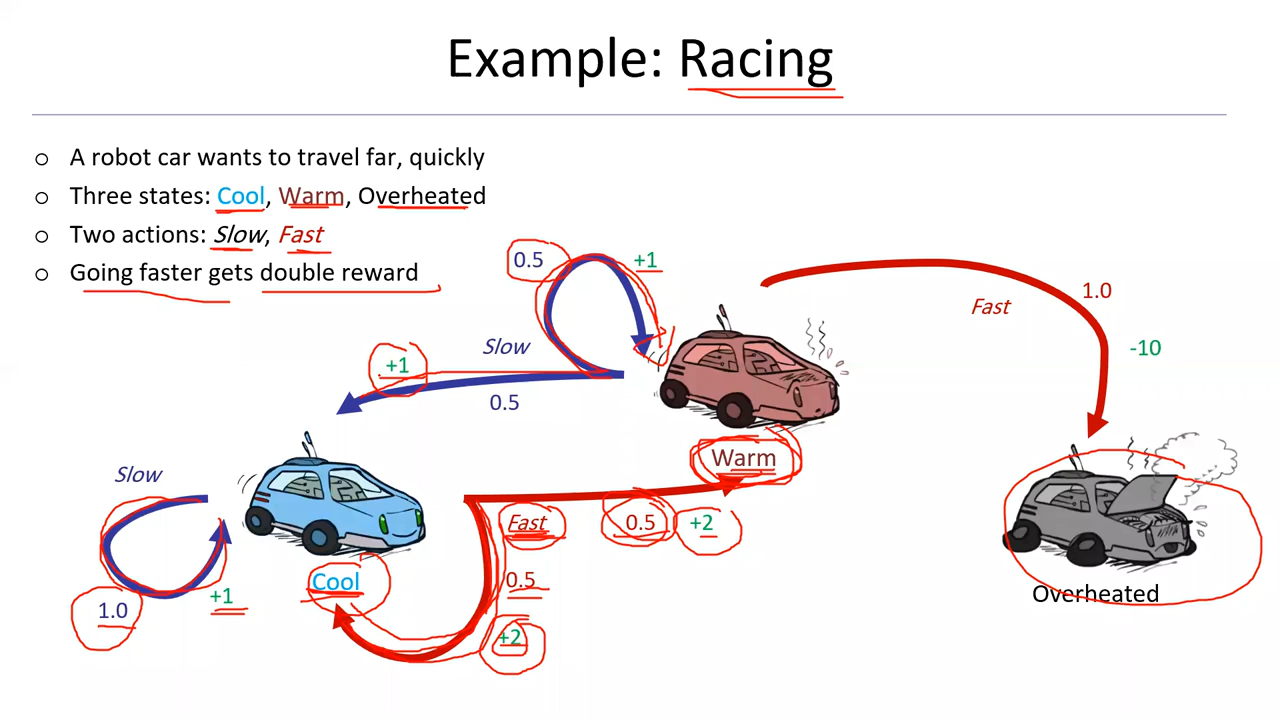 Example: Racing
○ A robot car wants to travel far, quickly
○ Three states: Cool, Warm, Overheated
○ Two actions: Slow, Fast
○ Going faster gets double reward
0.5
+1
Fast
1.0
-10
Slow
+1
0.5
Warm
Slow
Fast
0.5
+2
Cool
0.5
1.0
+1
+2
Overheated